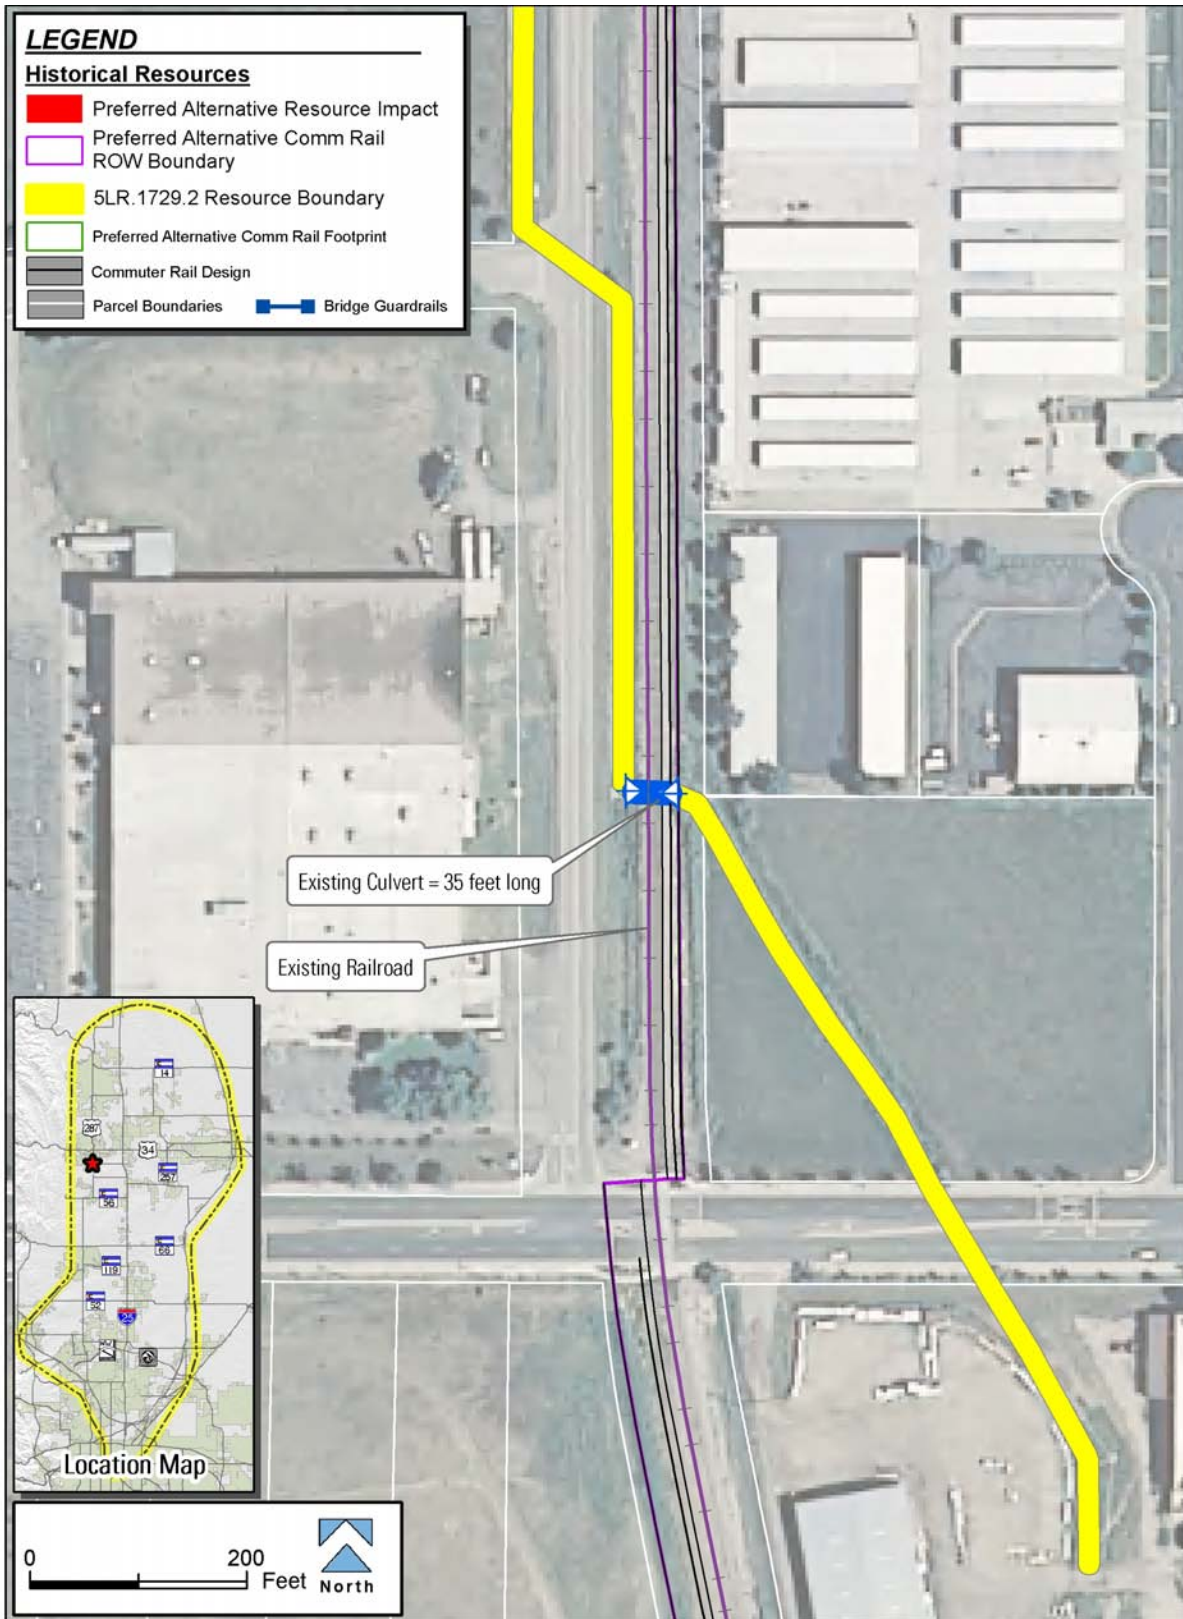 LEGEND
Historical Resources
Preferred Alternative Resource Impact
Preferred Alternative Comm Rail
ROW Boundary
5LR.1729.2 Resource Boundary
Preferred Alternative Comm Rail Footprint
Commuter Rail Design
Parcel Boundaries
Bridge Guardrails
Existing Culvert = 35 feet long
Existing Railroad
14
287
34
257
56
66
119
52
25
Location Map
0
200
Feet
North